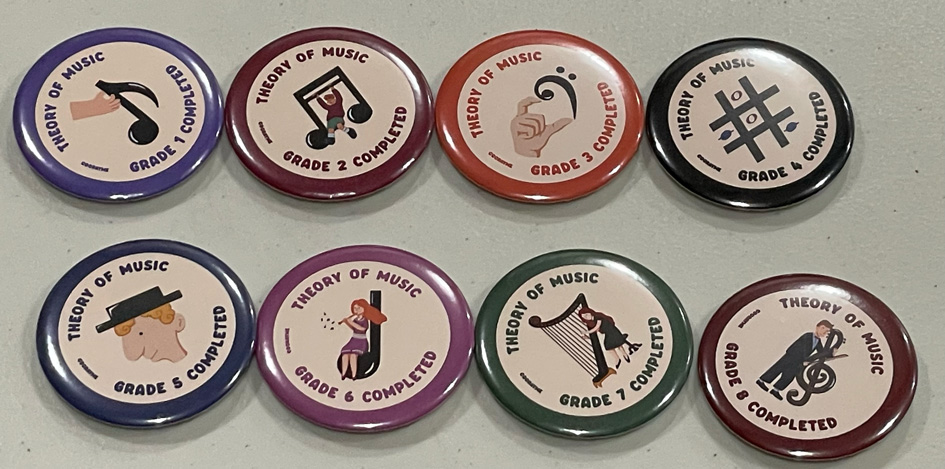 THEORY OF MUSIC
GRADE 1 COMPLETED
THEORY OF MUSIC
GRADE 2 COMPLETED
THEORY OF MUSIC
GRADE 3 COMPLETED
THEORY OF MUSIC
GRADE 4 COMPLETED
THEORY OF MUSIC
GRADE 5 COMPLETED
THEORY OF MUSIC
GRADE 6 COMPLETED
THEORY OF MUSIC
GRADE 7 COMPLETED
THEORY OF MUSIC
GRADE 8 COMPLETED